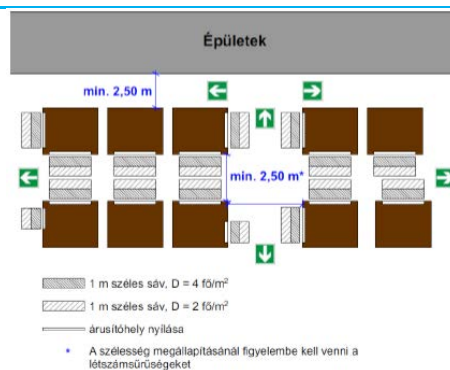 Épületek
min. 2,50 m
min. 2,50 m*
1 m széles sáv, D = 4 fő/m²
1 m széles sáv, D = 2 fő/m²
árusítóhely nyílása
* A szélesség megállapításánál figyelembe kell venni a
létszámsűrűségeket